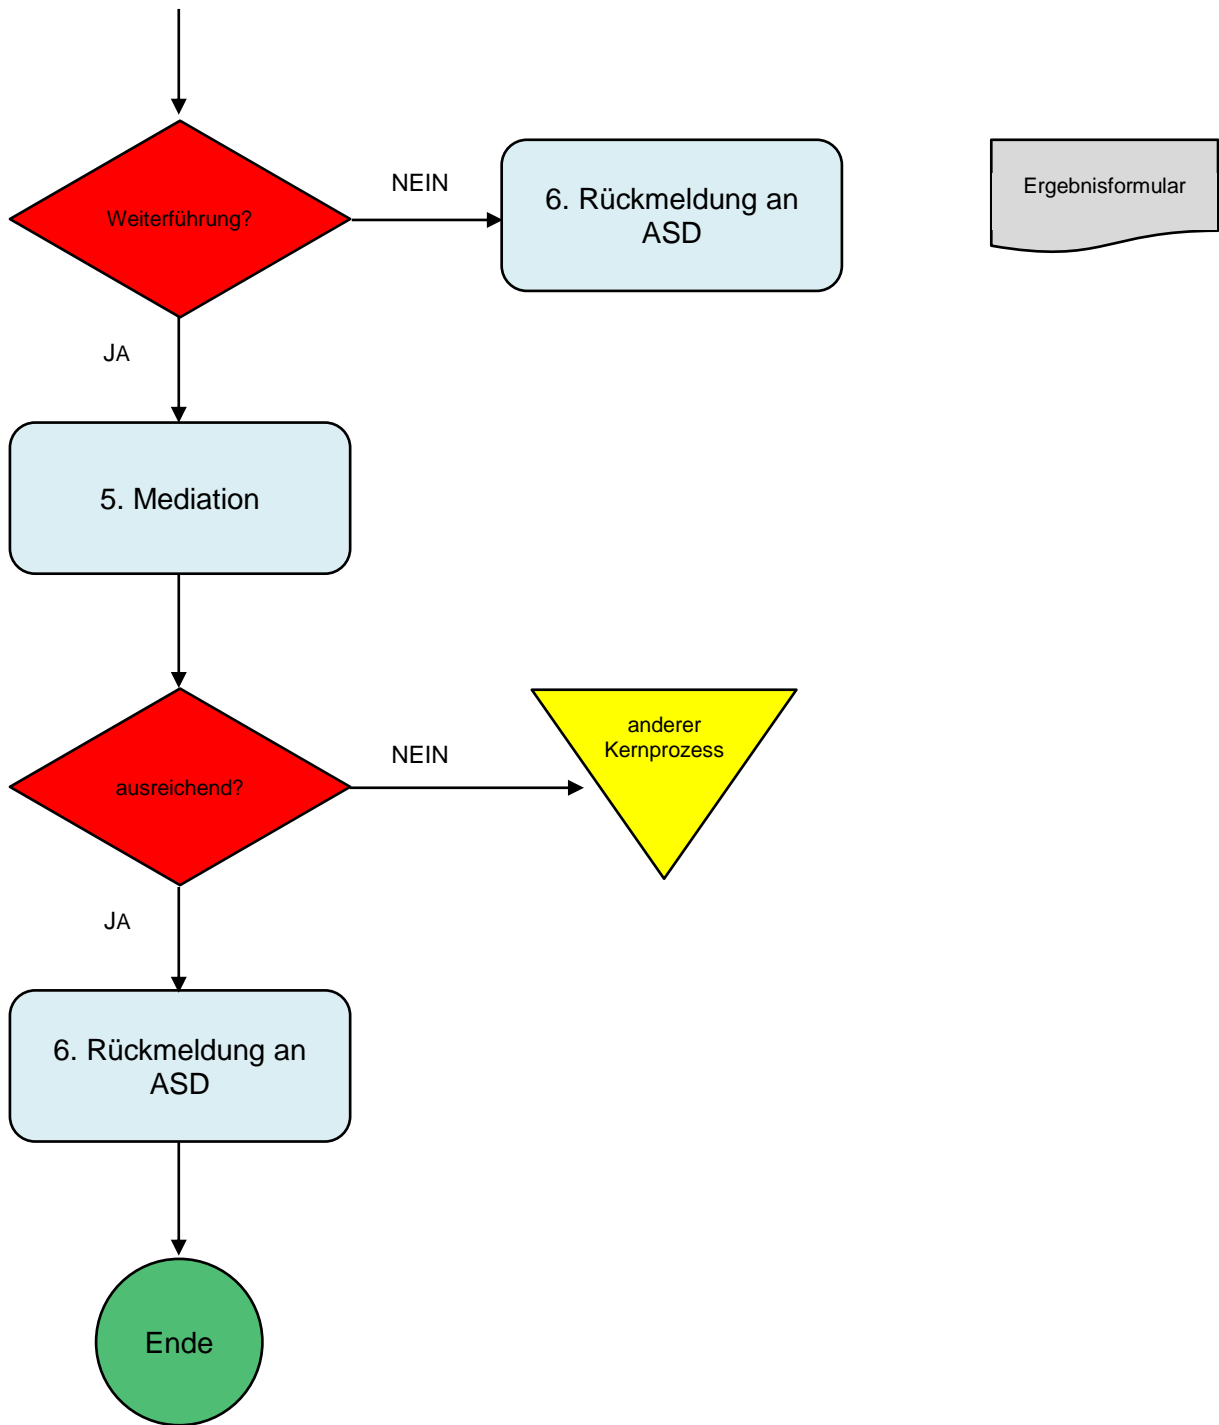 Weiterführung?
NEIN
6. Rückmeldung an
ASD
Ergebnisformular
JA
5. Mediation
ausreichend?
NEIN
anderer
Kernprozess
JA
6. Rückmeldung an
ASD
Ende